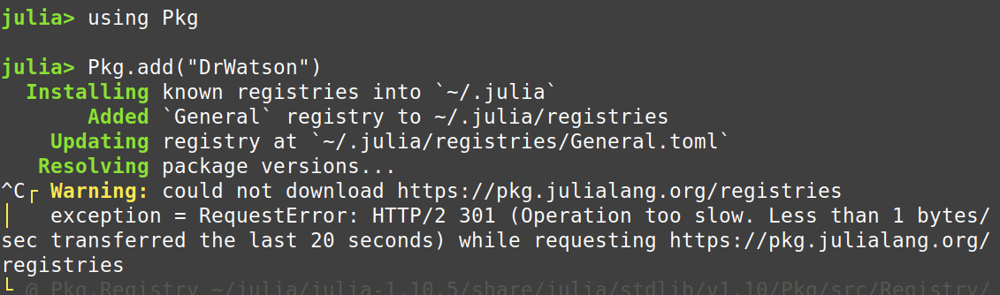 julia> using Pkg
julia> Pkg.add("DrWatson")
Installing known registries into `~/.julia`
Added `General` registry to ~/.julia/registries
Updating registry at `~/.julia/registries/General.toml`
Resolving package versions...
^C┌ Warning: could not download https://pkg.julialang.org/registries
│ exception = RequestError: HTTP/2 301 (Operation too slow. Less than 1 bytes/
sec transferred the last 20 seconds) while requesting https://pkg.julialang.org/
registries
└ @ Pkg.Registry ~/julia/julia-1.10.5/share/julia/stdlib/v1.10/Pkg/src/Registry/